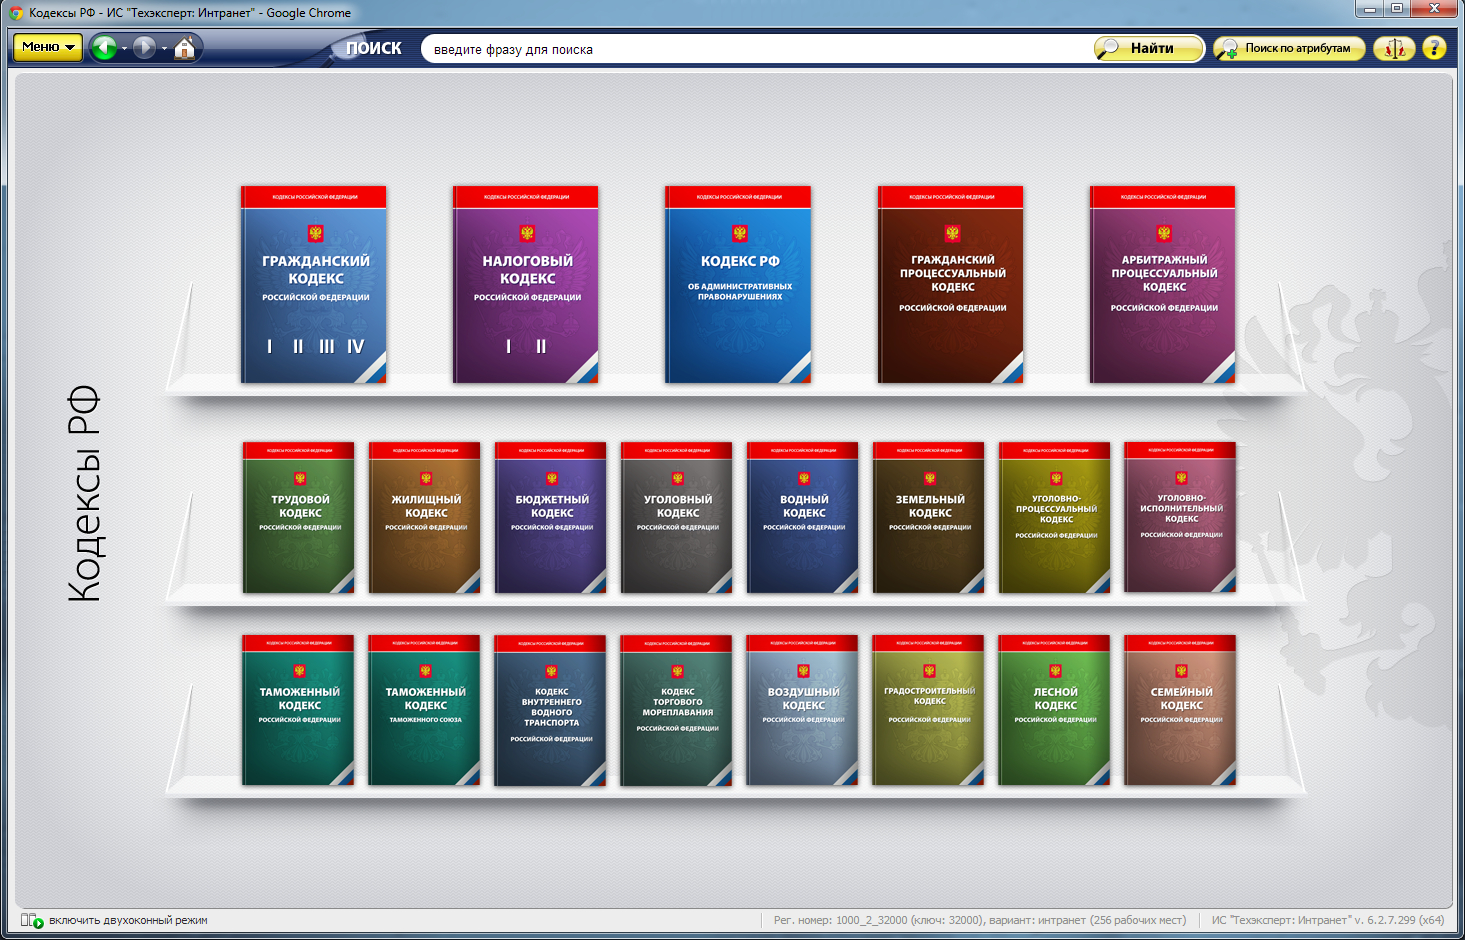 Кодексы РФ - ИС "Техэксперт: Интранет" - Google Chrome
Меню
ПОИСК
введите фразу для поиска
Найти
Поиск по атрибутам
?
Кодексы РФ
КОДЕКСЫ РОССИЙСКОЙ ФЕДЕРАЦИИ
ГРАЖДАНСКИЙ
КОДЕКС
РОССИЙСКОЙ ФЕДЕРАЦИИ
I II III IV
КОДЕКСЫ РОССИЙСКОЙ ФЕДЕРАЦИИ
НАЛОГОВЫЙ
КОДЕКС
РОССИЙСКОЙ ФЕДЕРАЦИИ
I II
КОДЕКСЫ РОССИЙСКОЙ ФЕДЕРАЦИИ
КОДЕКС РФ
ОБ АДМИНИСТРАТИВНЫХ
ПРАВОНАРУШЕНИЯХ
КОДЕКСЫ РОССИЙСКОЙ ФЕДЕРАЦИИ
ГРАЖДАНСКИЙ
ПРОЦЕССУАЛЬНЫЙ
КОДЕКС
РОССИЙСКОЙ ФЕДЕРАЦИИ
КОДЕКСЫ РОССИЙСКОЙ ФЕДЕРАЦИИ
АРБИТРАЖНЫЙ
ПРОЦЕССУАЛЬНЫЙ
КОДЕКС
РОССИЙСКОЙ ФЕДЕРАЦИИ
КОДЕКСЫ РОССИЙСКОЙ ФЕДЕРАЦИИ
ТРУДОВОЙ
КОДЕКС
РОССИЙСКОЙ ФЕДЕРАЦИИ
КОДЕКСЫ РОССИЙСКОЙ ФЕДЕРАЦИИ
ЖИЛИЩНЫЙ
КОДЕКС
РОССИЙСКОЙ ФЕДЕРАЦИИ
КОДЕКСЫ РОССИЙСКОЙ ФЕДЕРАЦИИ
БЮДЖЕТНЫЙ
КОДЕКС
РОССИЙСКОЙ ФЕДЕРАЦИИ
КОДЕКСЫ РОССИЙСКОЙ ФЕДЕРАЦИИ
УГОЛОВНЫЙ
КОДЕКС
РОССИЙСКОЙ ФЕДЕРАЦИИ
КОДЕКСЫ РОССИЙСКОЙ ФЕДЕРАЦИИ
ВОДНЫЙ
КОДЕКС
РОССИЙСКОЙ ФЕДЕРАЦИИ
КОДЕКСЫ РОССИЙСКОЙ ФЕДЕРАЦИИ
ЗЕМЕЛЬНЫЙ
КОДЕКС
РОССИЙСКОЙ ФЕДЕРАЦИИ
КОДЕКСЫ РОССИЙСКОЙ ФЕДЕРАЦИИ
УГОЛОВНО-
ПРОЦЕССУАЛЬНЫЙ
КОДЕКС
РОССИЙСКОЙ ФЕДЕРАЦИИ
КОДЕКСЫ РОССИЙСКОЙ ФЕДЕРАЦИИ
УГОЛОВНО-
ИСПОЛНИТЕЛЬНЫЙ
КОДЕКС
РОССИЙСКОЙ ФЕДЕРАЦИИ
КОДЕКСЫ РОССИЙСКОЙ ФЕДЕРАЦИИ
ТАМОЖЕННЫЙ
КОДЕКС
РОССИЙСКОЙ ФЕДЕРАЦИИ
КОДЕКСЫ РОССИЙСКОЙ ФЕДЕРАЦИИ
ТАМОЖЕННЫЙ
КОДЕКС
ТАМОЖЕННОГО СОЮЗА
КОДЕКСЫ РОССИЙСКОЙ ФЕДЕРАЦИИ
КОДЕКС
ВНУТРЕННЕГО
ВОДНОГО
ТРАНСПОРТА
РОССИЙСКОЙ ФЕДЕРАЦИИ
КОДЕКСЫ РОССИЙСКОЙ ФЕДЕРАЦИИ
КОДЕКС
ТОРГОВОГО
МОРЕПЛАВАНИЯ
РОССИЙСКОЙ ФЕДЕРАЦИИ
КОДЕКСЫ РОССИЙСКОЙ ФЕДЕРАЦИИ
ВОЗДУШНЫЙ
КОДЕКС
РОССИЙСКОЙ ФЕДЕРАЦИИ
КОДЕКСЫ РОССИЙСКОЙ ФЕДЕРАЦИИ
ГРАДОСТРОИТЕЛЬНЫЙ
КОДЕКС
РОССИЙСКОЙ ФЕДЕРАЦИИ
КОДЕКСЫ РОССИЙСКОЙ ФЕДЕРАЦИИ
ЛЕСНОЙ
КОДЕКС
РОССИЙСКОЙ ФЕДЕРАЦИИ
КОДЕКСЫ РОССИЙСКОЙ ФЕДЕРАЦИИ
СЕМЕЙНЫЙ
КОДЕКС
РОССИЙСКОЙ ФЕДЕРАЦИИ
включить двухоконный режим
Рег. номер: 1000_2_32000 (ключ: 32000), вариант: интранет (256 рабочих мест)
ИС "Техэксперт: Интранет" v. 6.2.7.299 (x64)